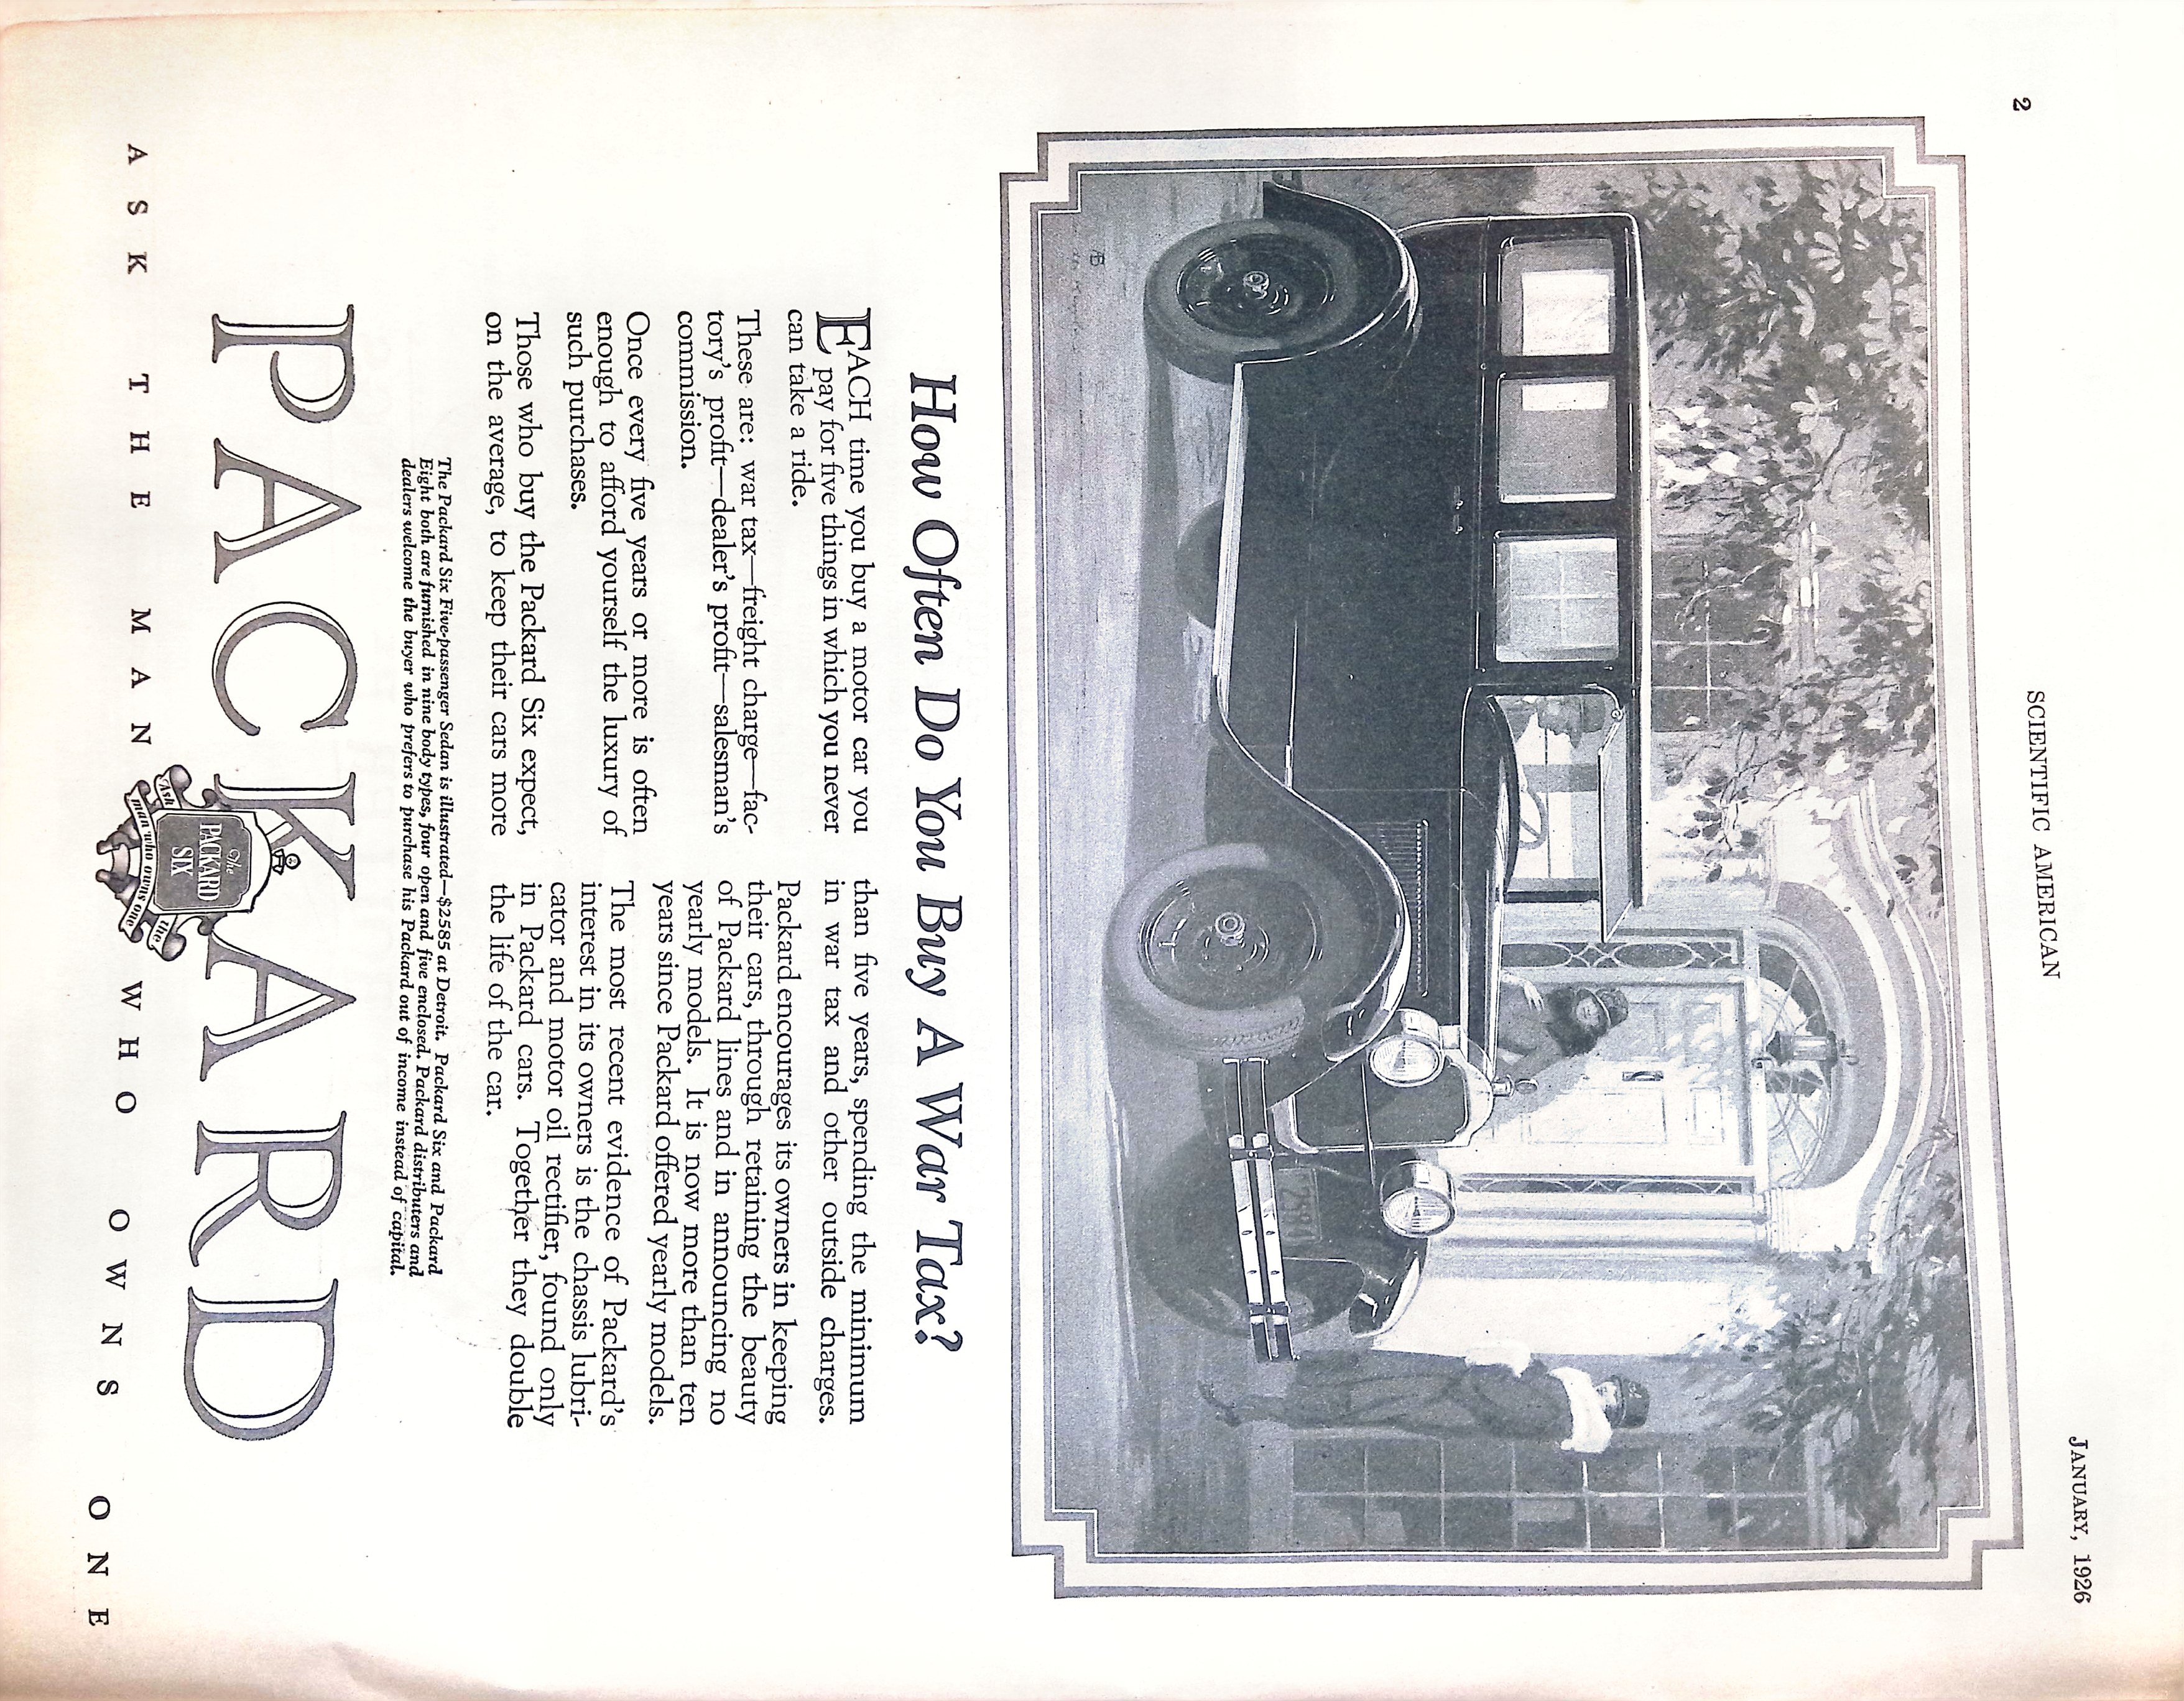 2
SCIENTIFIC AMERICAN
JANUARY, 1926
2991
How Often Do You Buy A War Tax?
EACH time you buy a motor car you
pay for five things in which you never
can take a ride.
These are: war tax—freight charge—fac-
tory's profit—dealer's profit—salesman's
commission.
Once every five years or more is often
enough to afford yourself the luxury of
such purchases.
Those who buy the Packard Six expect,
on the average, to keep their cars more
than five years, spending the minimum
in war tax and other outside charges.
Packard encourages its owners in keeping
their cars, through retaining the beauty
of Packard lines and in announcing no
yearly models. It is now more than ten
years since Packard offered yearly models.
The most recent evidence of Packard's
interest in its owners is the chassis lubri-
cator and motor oil rectifier, found only
in Packard cars. Together they double
the life of the car.
The Packard Six Five-passenger Sedan is illustrated—$2585 at Detroit. Packard Six and Packard
Eight both are furnished in nine body types, four open and five enclosed. Packard distributers and
dealers welcome the buyer who prefers to purchase his Packard out of income instead of capital.
PACKARD
The
PACKARD
SIX
Ask the man who owns one
ASK THE MAN WHO OWNS ONE